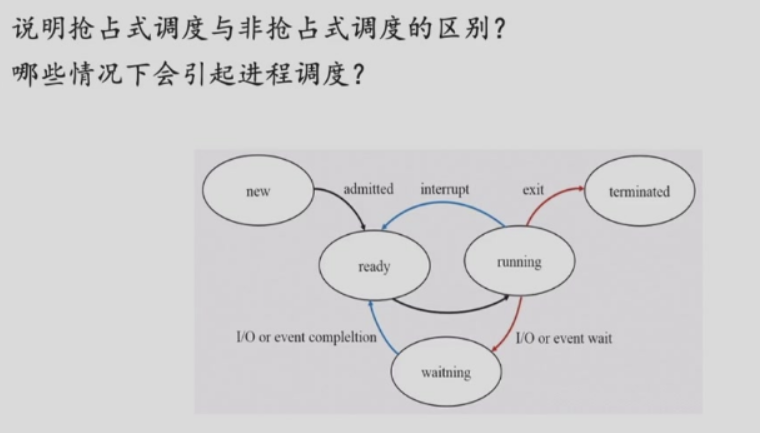 说明抢占式调度与非抢占式调度的区别？
哪些情况下会引起进程调度？
new
admitted
interrupt
exit
terminated
ready
running
I/O or event compleltion
I/O or event wait
waitning